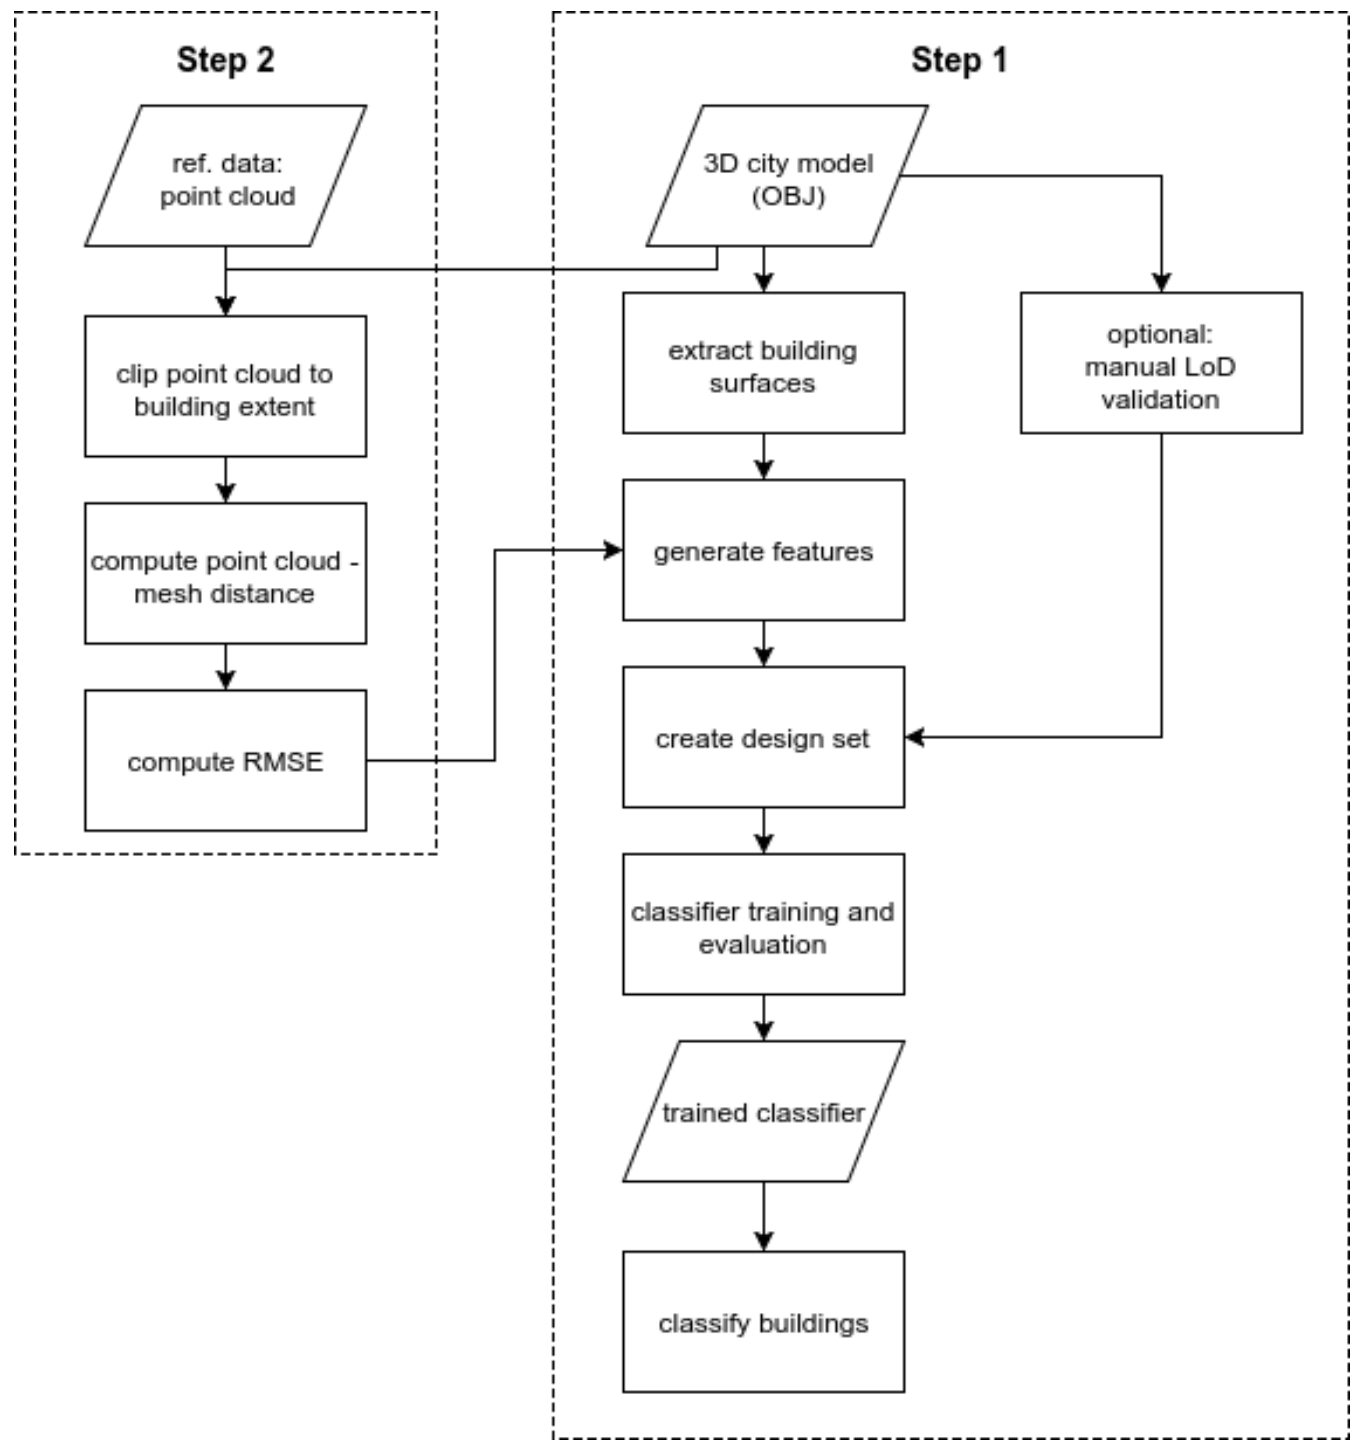 Step 2
ref. data:
point cloud
clip point cloud to
building extent
compute point cloud -
mesh distance
compute RMSE
Step 1
3D city model
(OBJ)
extract building
surfaces
optional:
manual LoD
validation
generate features
create design set
classifier training and
evaluation
trained classifier
classify buildings